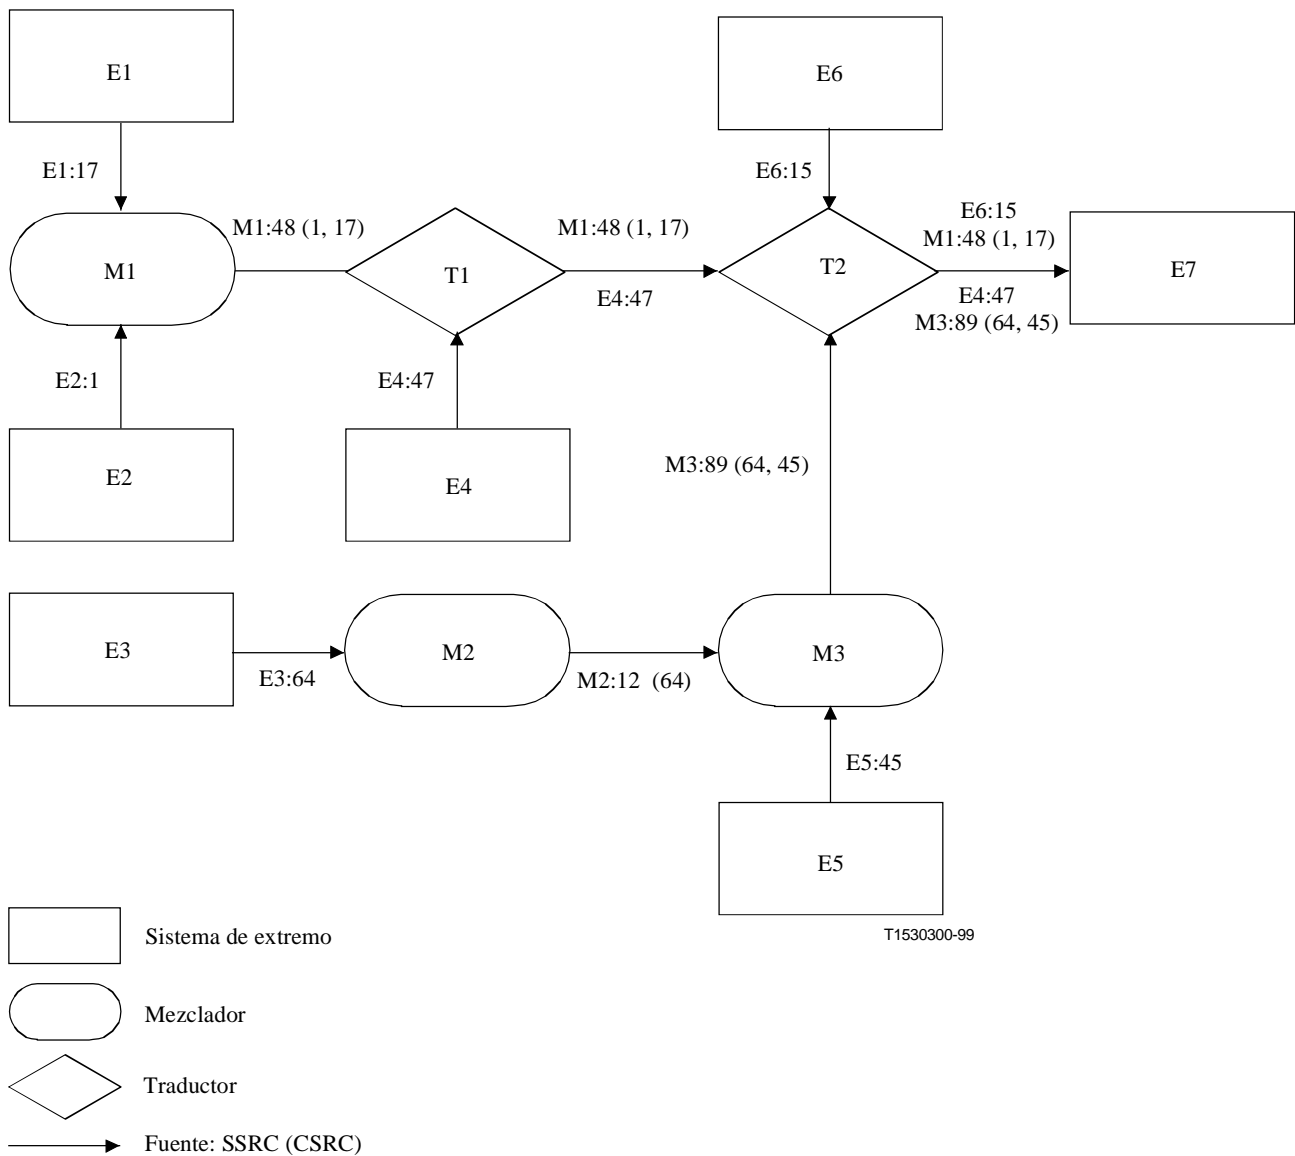 E1
E6
E1:17
E6:15
M1:48 (1, 17)
M1:48 (1, 17)
E6:15
M1:48 (1, 17)
M1
T1
T2
E7
E4:47
E4:47
M3:89 (64, 45)
E2:1
E4:47
E2
E4
M3:89 (64, 45)
E3
M2
M3
E3:64
M2:12 (64)
E5:45
E5
T1530300-99
Sistema de extremo
Mezclador
Traductor
Fuente: SSRC (CSRC)